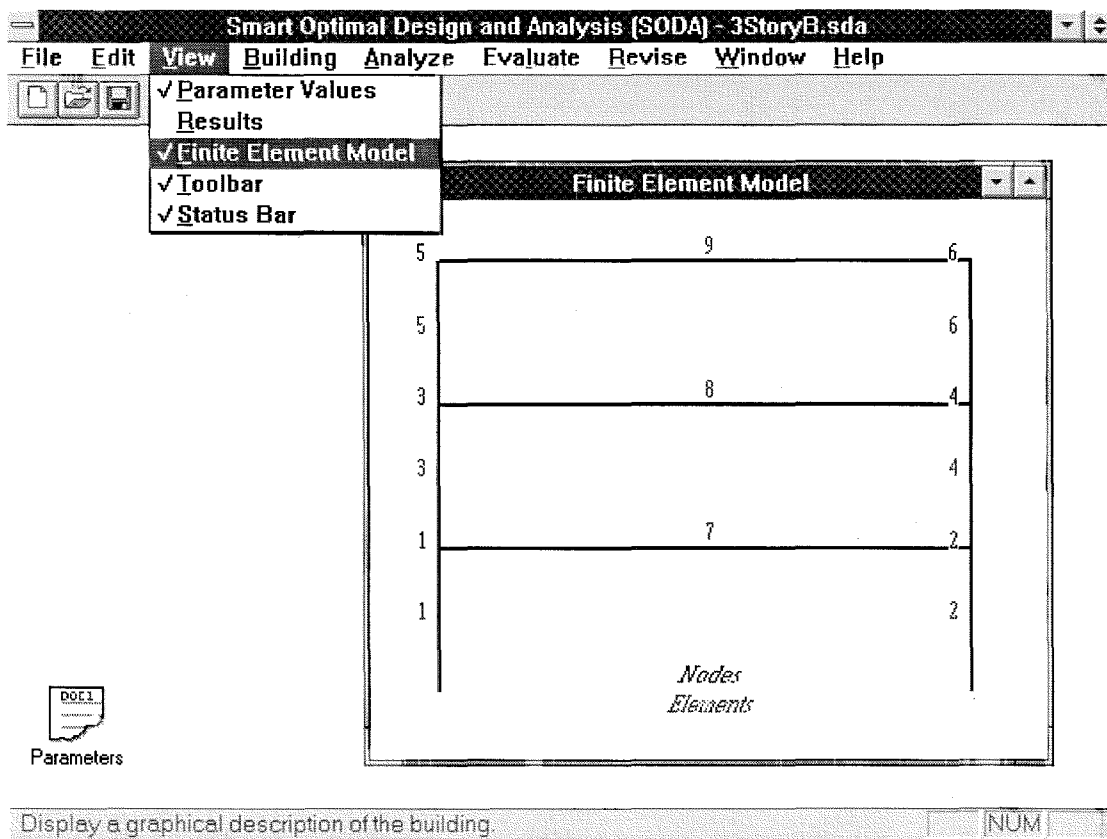 Smart Optimal Design and Analysis (SODA) - 3StoryB.sda
File Edit View Building Analyze Evaluate Revise Window Help
✓ Parameter Values
Results
✓ Finite Element Model
✓ Toolbar
✓ Status Bar
Finite Element Model
5 9 6
5 6
3 8 4
3 4
1 7 2
1 2
Nodes
Elements
DOC1
Parameters
Display a graphical description of the building.
NUM